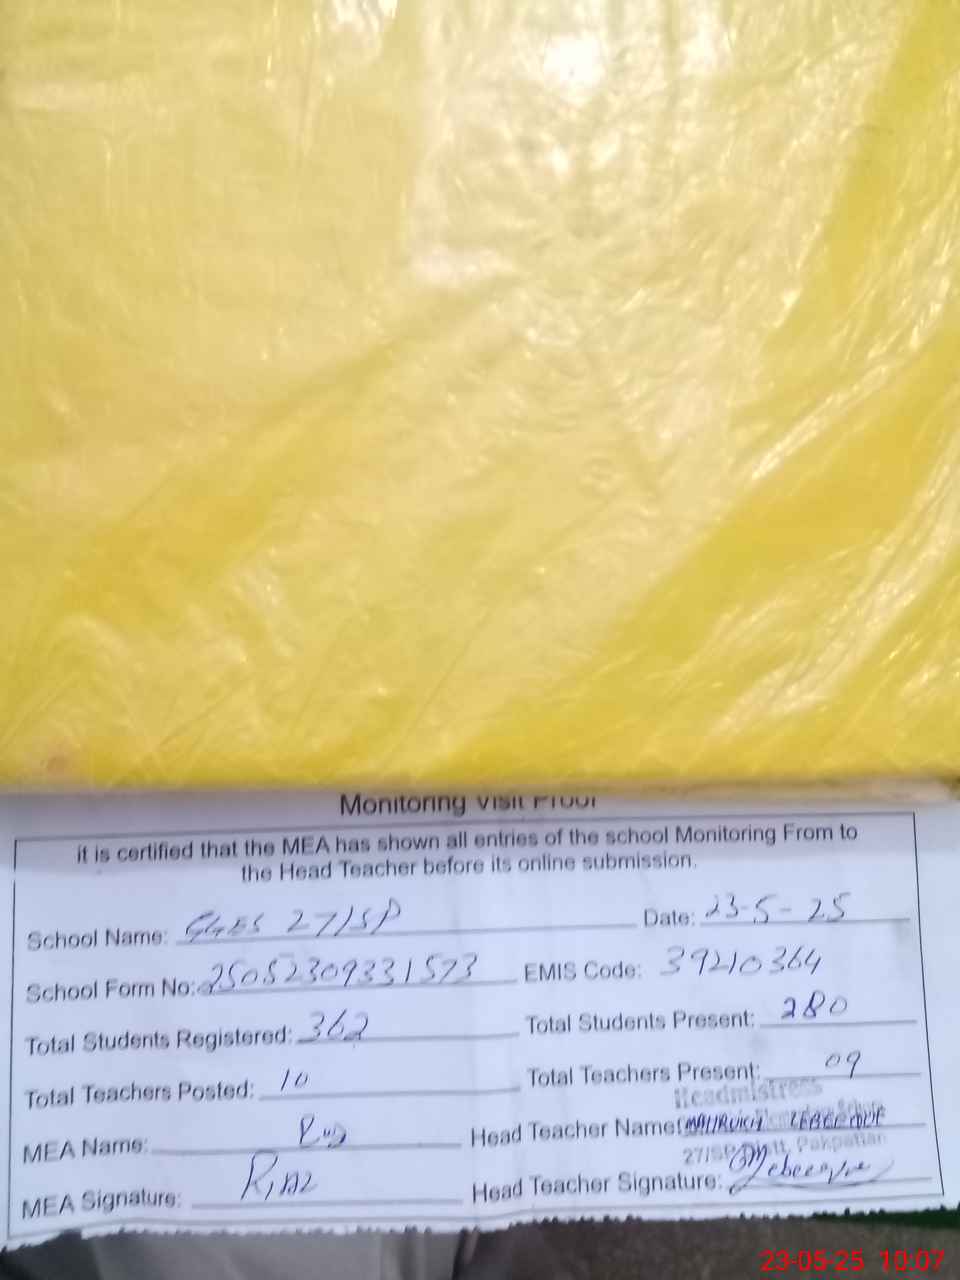 Monitoring Visit Proof
it is certified that the MEA has shown all entries of the school Monitoring From to
the Head Teacher before its online submission.
School Name: GGES 27/SP Date: 23-5-25
School Form No: 25052309331573 EMIS Code: 39210364
Total Students Registered: 362 Total Students Present: 280
Total Teachers Posted: 10 Total Teachers Present: 09
Headmistress
MEA Name: Head Teacher Name:
27/SP Distt. Pakpattan
MEA Signature: Riaz Head Teacher Signature:
23-05-25 10:07